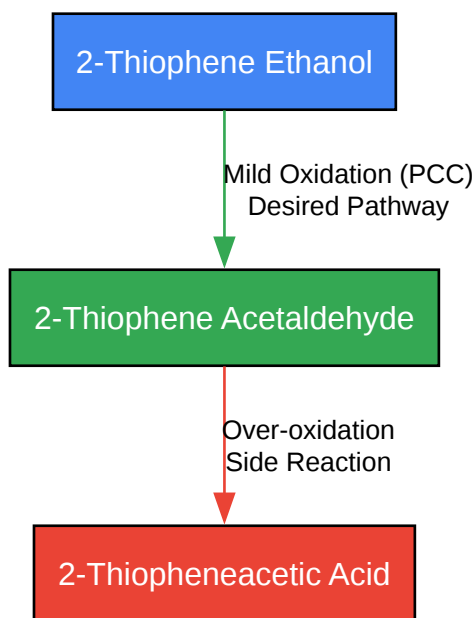 2-Thiophene Ethanol
Mild Oxidation (PCC)
Desired Pathway
2-Thiophene Acetaldehyde
Over-oxidation
Side Reaction
2-Thiopheneacetic Acid